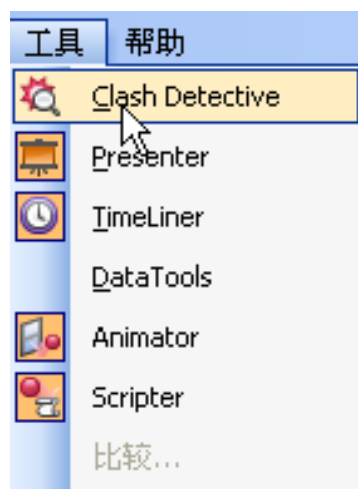 工具 帮助
Clash Detective
Presenter
TimeLiner
DataTools
Animator
Scripter
比较...